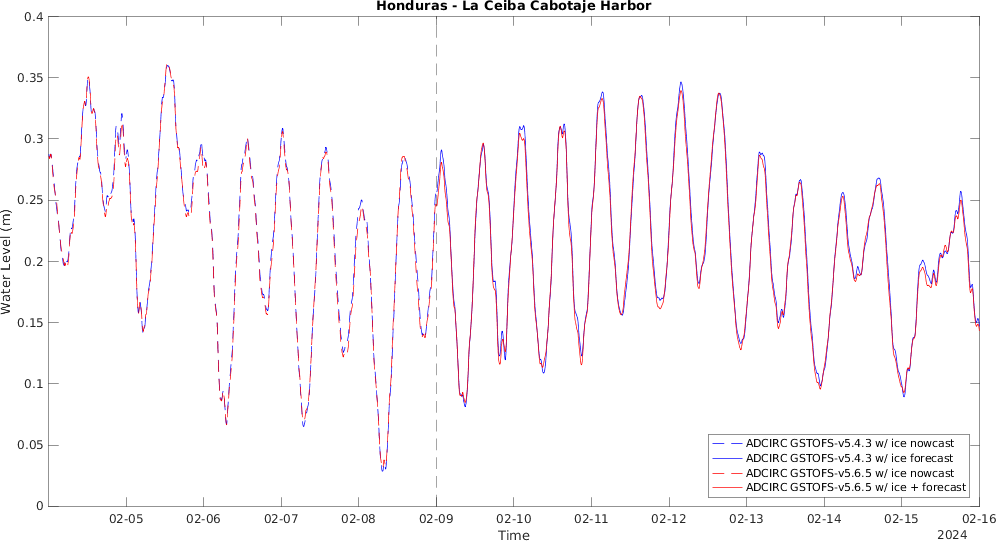 Honduras - La Ceiba Cabotaje Harbor
0.4
0.35
0.3
0.25
0.2
0.15
0.1
0.05
0
Water Level (m)
ADCIRC GSTOFS-v5.4.3 w/ ice nowcast
ADCIRC GSTOFS-v5.4.3 w/ ice forecast
ADCIRC GSTOFS-v5.6.5 w/ ice nowcast
ADCIRC GSTOFS-v5.6.5 w/ ice + forecast
02-05 02-06 02-07 02-08 02-09 02-10 02-11 02-12 02-13 02-14 02-15 02-16
Time
2024